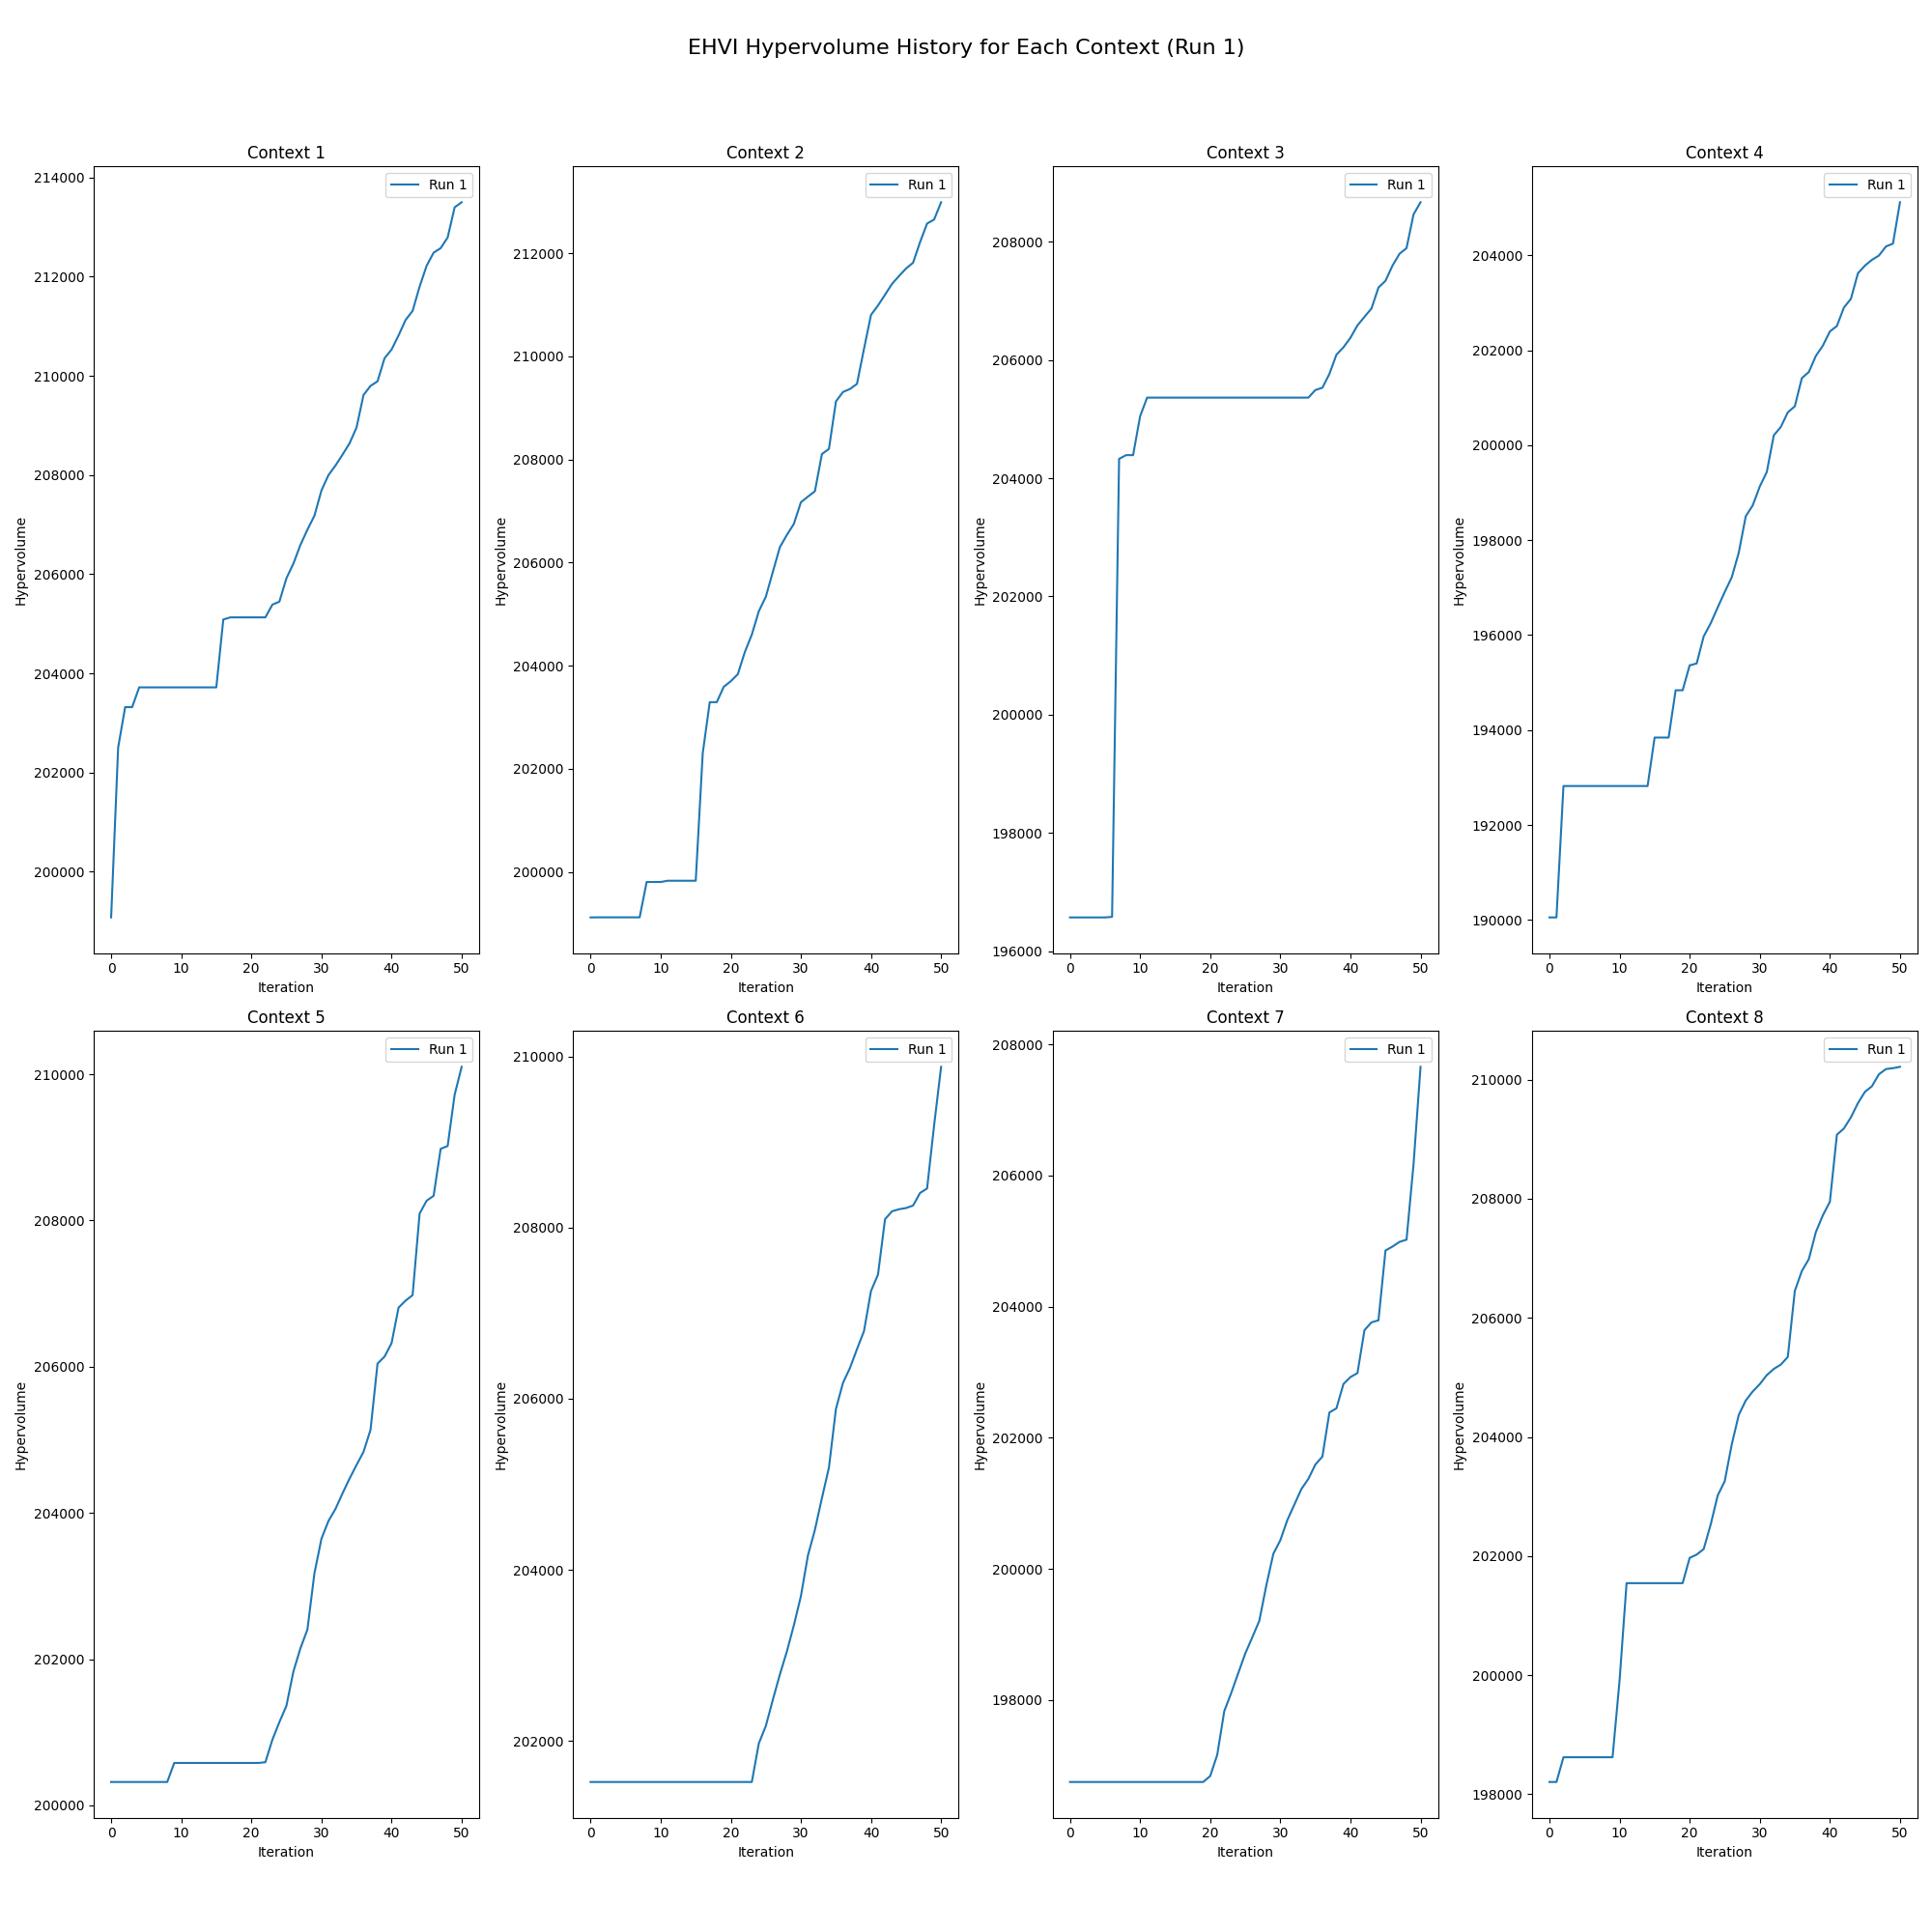 EHVI Hypervolume History for Each Context (Run 1)
Context 1
Run 1
214000
212000
210000
208000
206000
204000
202000
200000
Hypervolume
0 10 20 30 40 50
Iteration
Context 2
Run 1
212000
210000
208000
206000
204000
202000
200000
Hypervolume
0 10 20 30 40 50
Iteration
Context 3
Run 1
208000
206000
204000
202000
200000
198000
196000
Hypervolume
0 10 20 30 40 50
Iteration
Context 4
Run 1
204000
202000
200000
198000
196000
194000
192000
190000
Hypervolume
0 10 20 30 40 50
Iteration
Context 5
Run 1
210000
208000
206000
204000
202000
200000
Hypervolume
0 10 20 30 40 50
Iteration
Context 6
Run 1
210000
208000
206000
204000
202000
Hypervolume
0 10 20 30 40 50
Iteration
Context 7
Run 1
208000
206000
204000
202000
200000
198000
Hypervolume
0 10 20 30 40 50
Iteration
Context 8
Run 1
210000
208000
206000
204000
202000
200000
198000
Hypervolume
0 10 20 30 40 50
Iteration